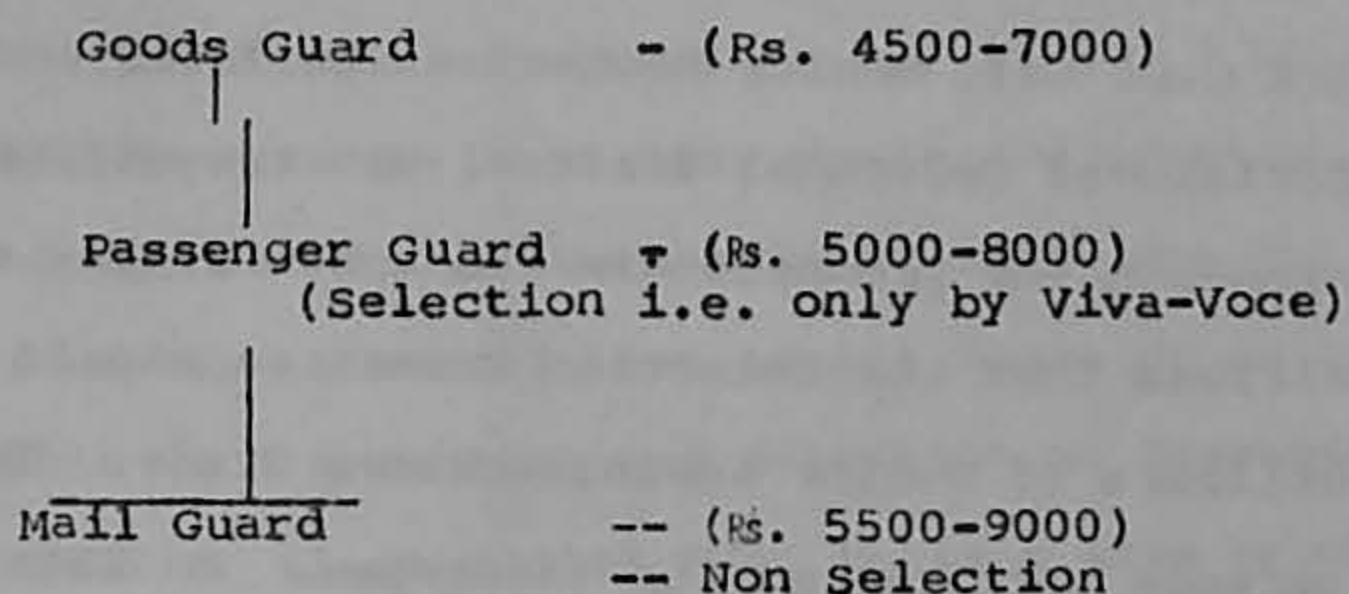 Goods Guard - (Rs. 4500-7000)
Passenger Guard - (Rs. 5000-8000)
(Selection i.e. only by Viva-Voce)
Mail Guard -- (Rs. 5500-9000)
-- Non Selection